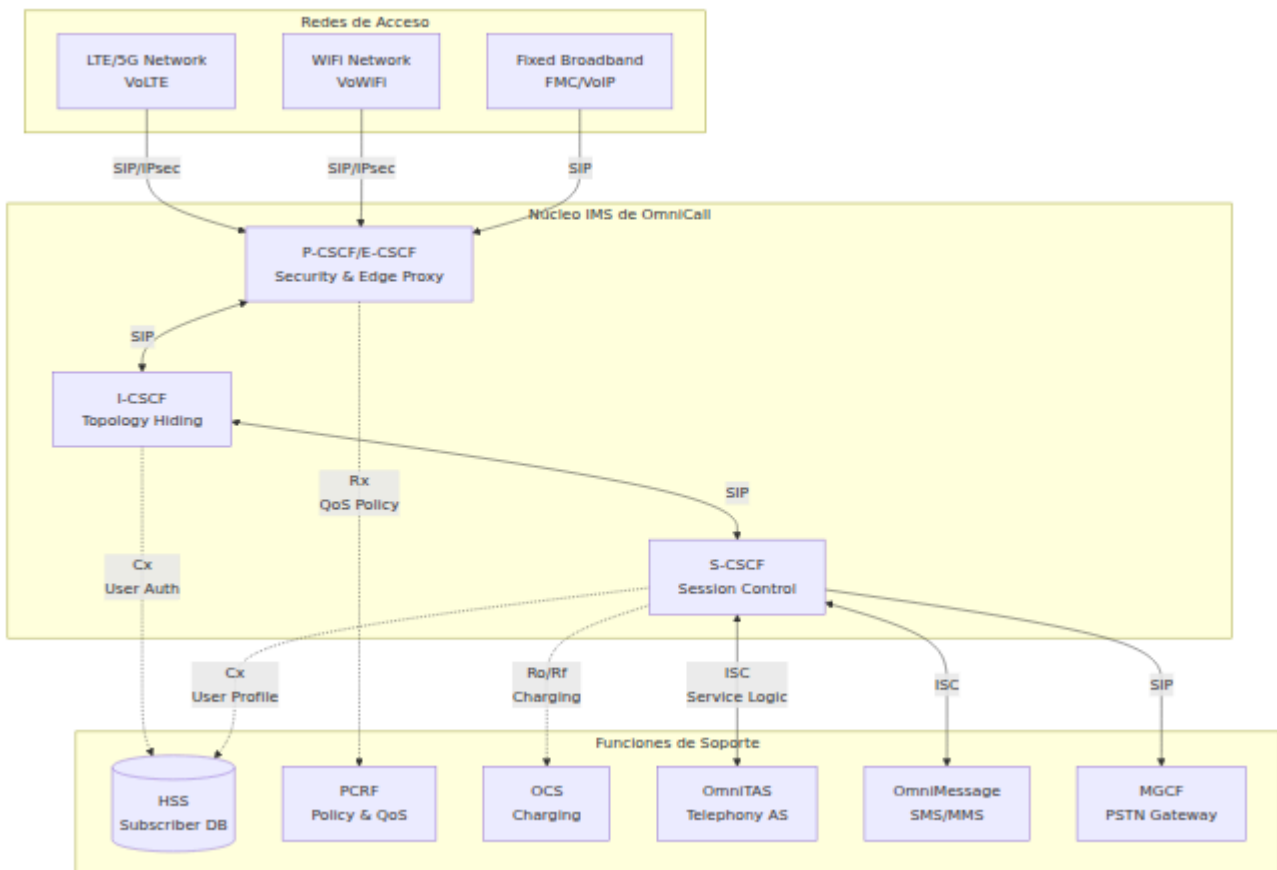 Redes de Acceso
LTE/5G Network
VoLTE
WiFi Network
VoWiFi
Fixed Broadband
FMC/VoIP
SIP/IPsec
SIP/IPsec
SIP
Núcleo IMS de OmniCall
P-CSCF/E-CSCF
Security & Edge Proxy
SIP
I-CSCF
Topology Hiding
Rx
QoS Policy
SIP
Cx
User Auth
S-CSCF
Session Control
Cx
User Profile
Ro/Rf
Charging
ISC
Service Logic
ISC
SIP
Funciones de Soporte
HSS
Subscriber DB
PCRF
Policy & QoS
OCS
Charging
OmniTAS
Telephony AS
OmniMessage
SMS/MMS
MGCF
PSTN Gateway